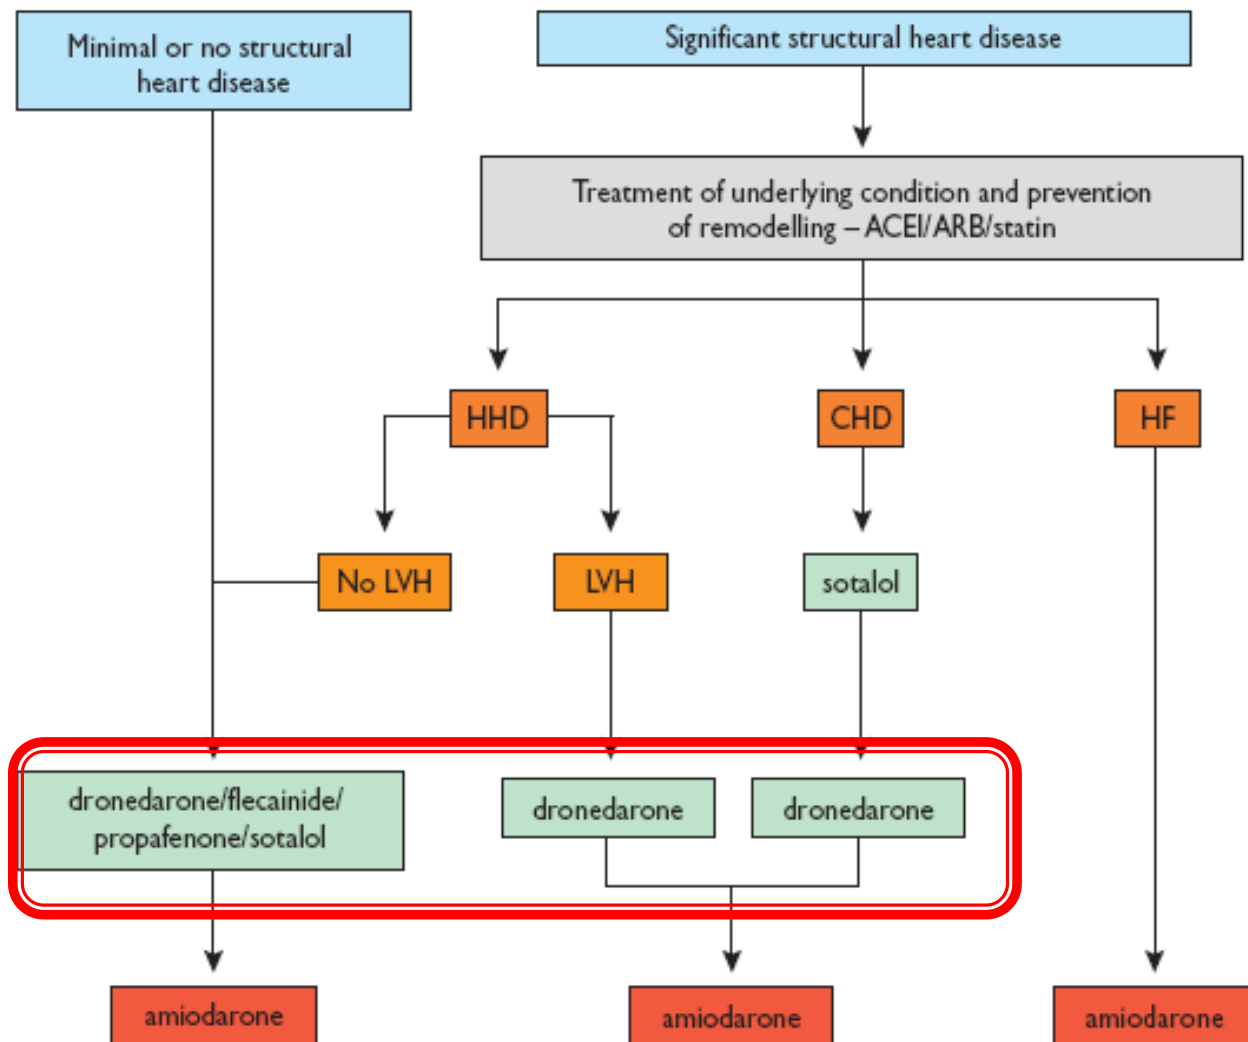 Minimal or no structural
heart disease
Significant structural heart disease
Treatment of underlying condition and prevention
of remodelling – ACEI/ARB/statin
HHD
CHD
HF
No LVH
LVH
sotalol
dronedarone/flecainide/
propafenone/sotalol
dronedarone
dronedarone
amiodarone
amiodarone
amiodarone